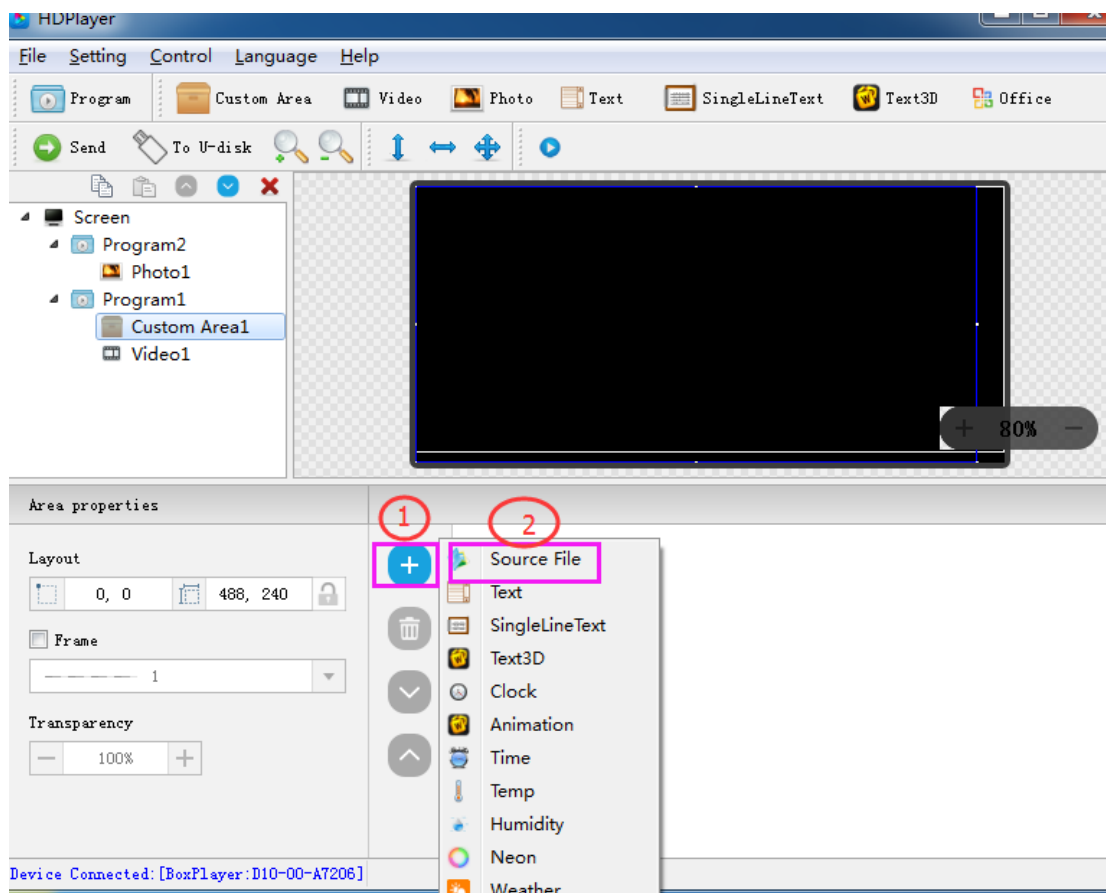 HDPlayer
File Setting Control Language Help
Program Custom Area Video Photo Text SingleLineText Text3D Office
Send To U-disk
Screen
Program2
Photo1
Program1
Custom Area1
Video1
+ 80% −
Area properties
Layout
0, 0 488, 240
Frame
1
Transparency
− 100% +
1
2
Source File
Text
SingleLineText
Text3D
Clock
Animation
Time
Temp
Humidity
Neon
Weather
Device Connected:[BoxPlayer:D10-00-A7206]